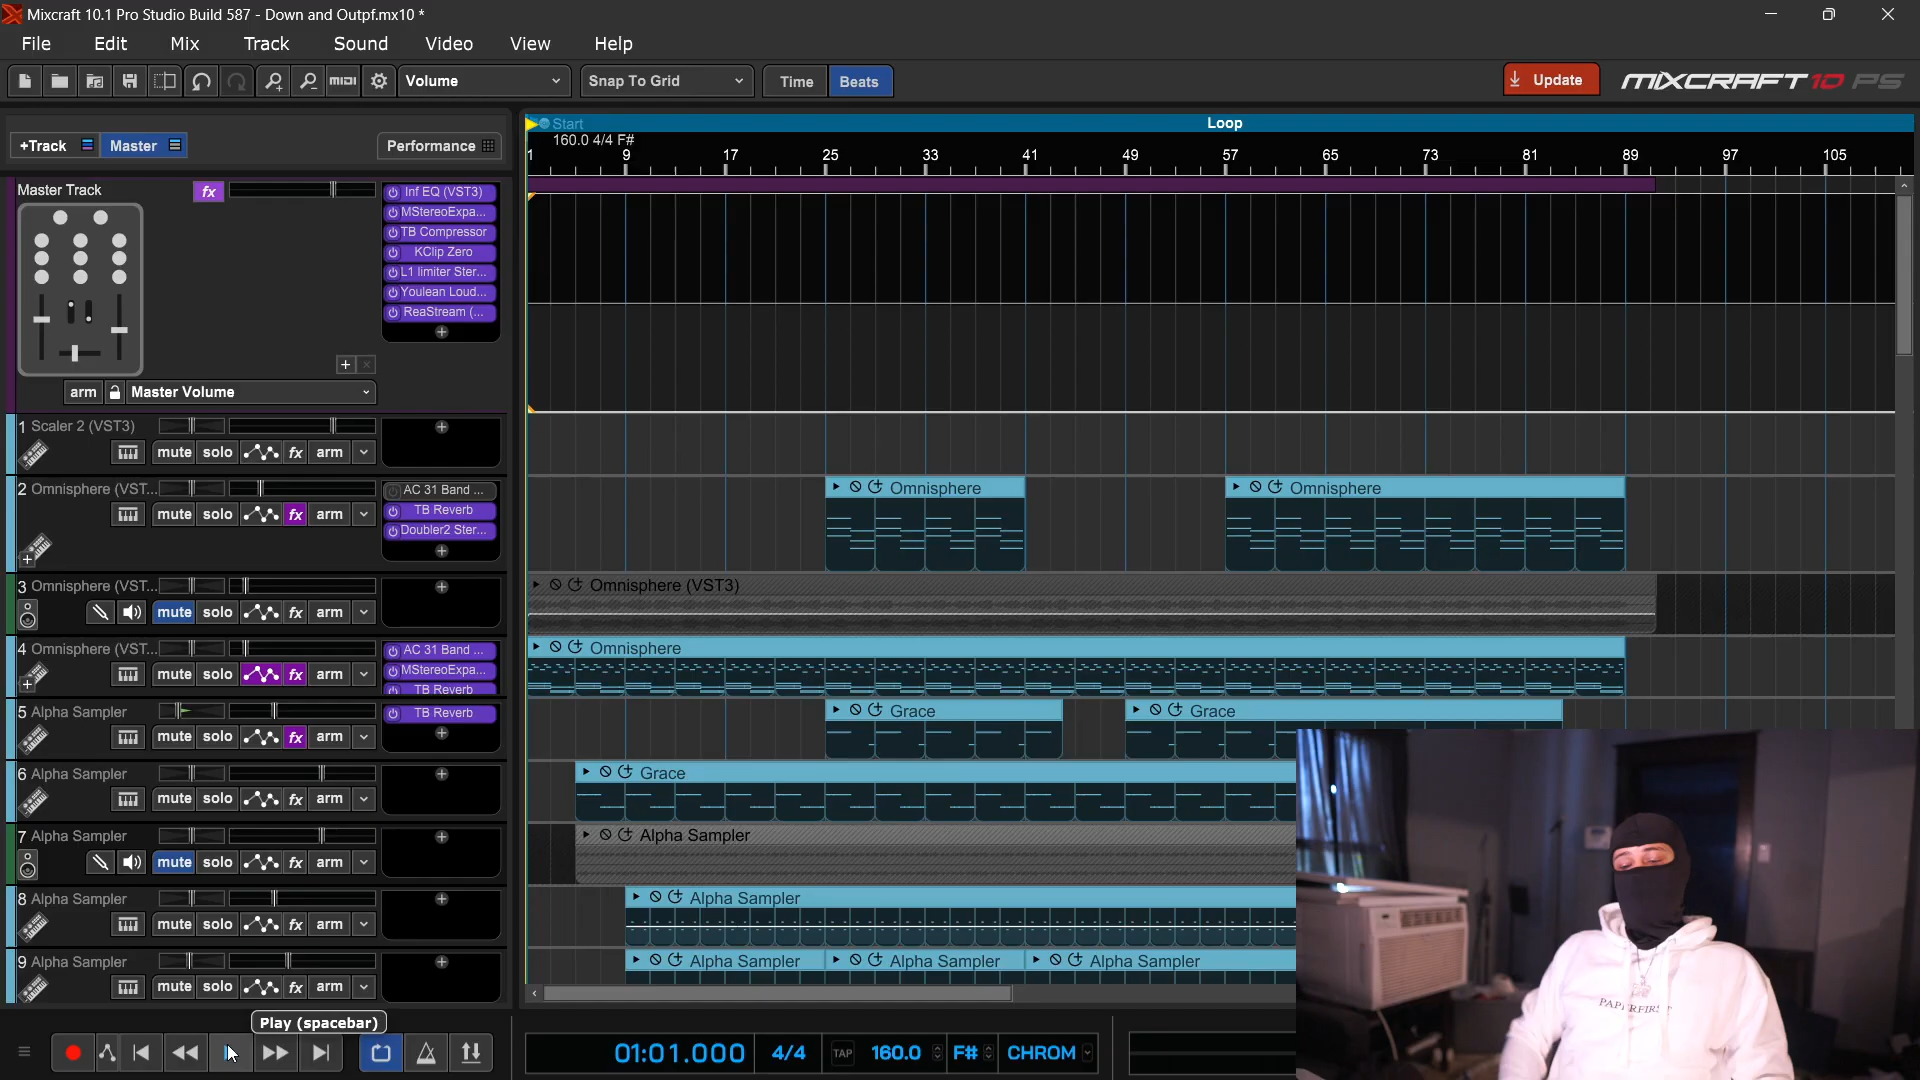 Mixcraft 10.1 Pro Studio Build 587 - Down and Outpf.mx10 *
File Edit Mix Track Sound Video View Help
MIDI Volume Snap To Grid Time Beats Update MIXCRAFT 10 PS
+Track Master Performance
Start Loop
160.0 4/4 F#
1 9 17 25 33 41 49 57 65 73 81 89 97 105
Master Track fx
Inf EQ (VST3)
MStereoExpa...
TB Compressor
KClip Zero
L1 limiter Ster...
Youlean Loud...
ReaStream (...
arm Master Volume
1 Scaler 2 (VST3)
mute solo fx arm
2 Omnisphere (VST...
mute solo fx arm
AC 31 Band ...
TB Reverb
Doubler2 Ster...
Omnisphere Omnisphere
3 Omnisphere (VST...
mute solo fx arm
Omnisphere (VST3)
4 Omnisphere (VST...
mute solo fx arm
AC 31 Band ...
MStereoExpa...
TB Reverb
Omnisphere
5 Alpha Sampler
mute solo fx arm
TB Reverb
Grace Grace
6 Alpha Sampler
mute solo fx arm
Grace
7 Alpha Sampler
mute solo fx arm
Alpha Sampler
8 Alpha Sampler
mute solo fx arm
Alpha Sampler
9 Alpha Sampler
mute solo fx arm
Alpha Sampler Alpha Sampler Alpha Sampler
Play (spacebar)
01:01.000 4/4 TAP 160.0 F# CHROM